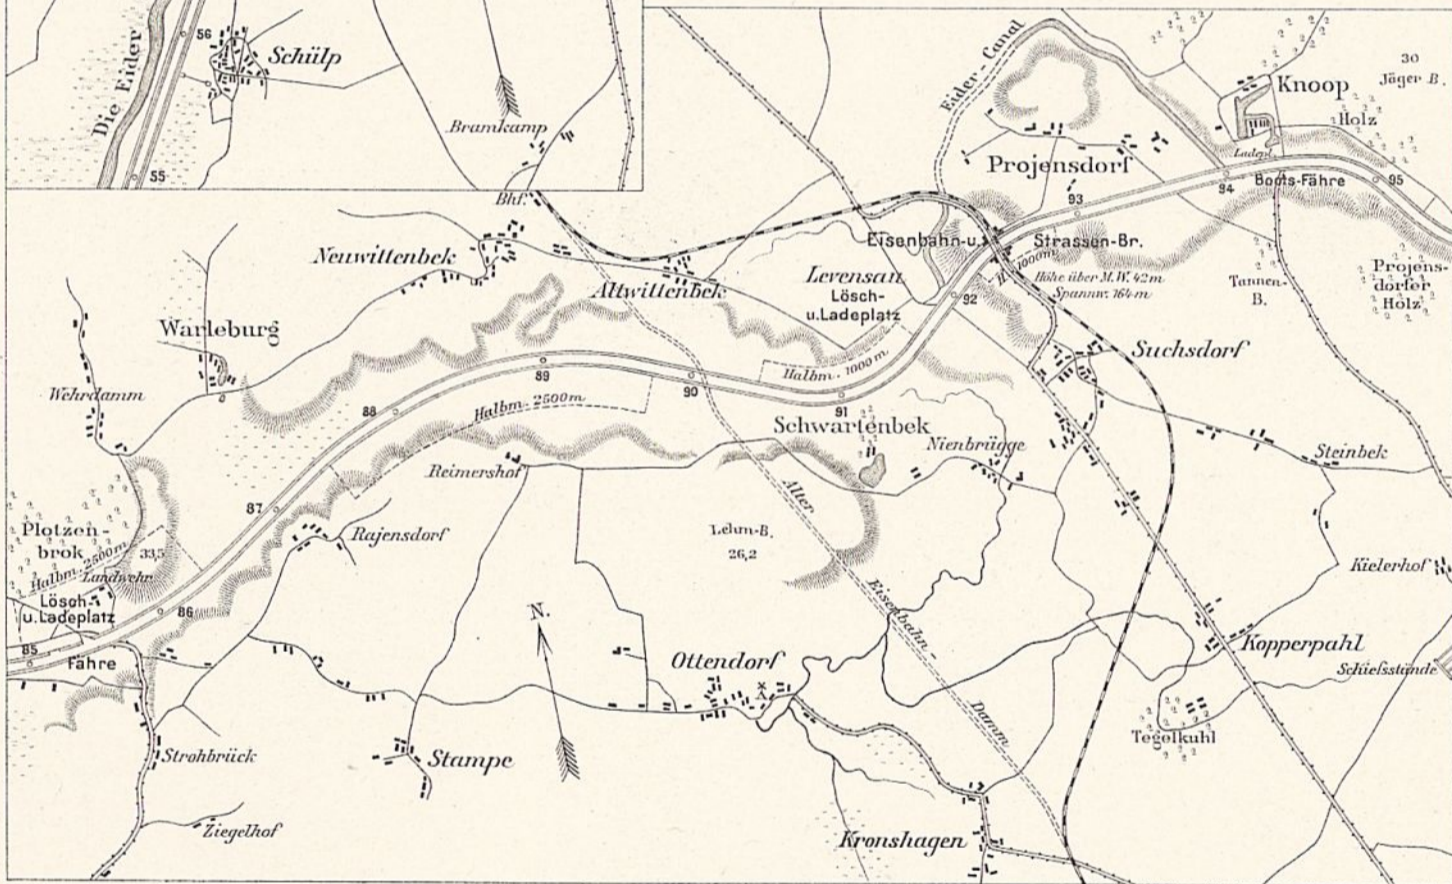 56
Schülp
Die Eider
55
Bramkamp
Bhf.
Eider-Canal
Knoop
30
Jäger B.
Holz
Projensdorf
Ladepl.
Boots-Fähre
93
94
95
Neuwittenbek
Altwittenbek
Eisenbahn-u.
Strassen-Br.
H. 1000m
Höhe über M.W. 42m
Spannw. 164m
Levensau
Lösch-
u.Ladeplatz
92
Tannen-
B.
Projens-
dorfer
Holz
Warleburg
Wehrdamm
Suchsdorf
Halbm. 1000 m.
89
90
91
88
Halbm. 2500m
Schwartenbek
Nienbrügge
Steinbek
Reimershof
87
Alter
Eisenbahn-
Damm
Lehm-B.
26,2
Rajensdorf
Plotzen-
brok
33,5
Halbm. 2500m
Landwehr
Lösch-
u.Ladeplatz
86
85
Fähre
Kielerhof
N.
Ottendorf
Kopperpahl
Schiefsstände
Tegelkuhl
Strohbrück
Stampe
Ziegelhof
Kronshagen